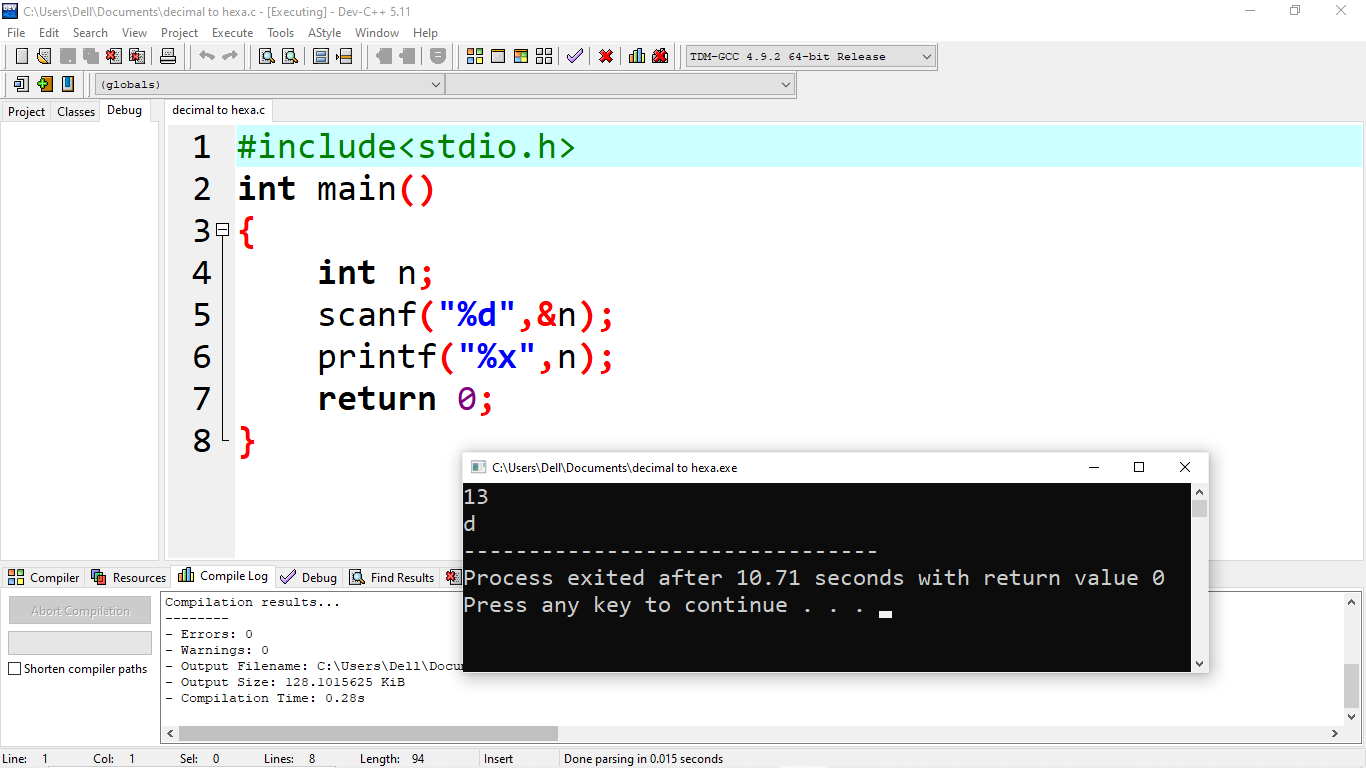 C:\Users\Dell\Documents\decimal to hexa.c - [Executing] - Dev-C++ 5.11
File Edit Search View Project Execute Tools AStyle Window Help
TDM-GCC 4.9.2 64-bit Release
(globals)
Project Classes Debug
decimal to hexa.c
1 #include<stdio.h>
2 int main()
3 {
4 int n;
5 scanf("%d",&n);
6 printf("%x",n);
7 return 0;
8 }
C:\Users\Dell\Documents\decimal to hexa.exe
13
d
--------------------------------
Process exited after 10.71 seconds with return value 0
Press any key to continue . . .
Compiler Resources Compile Log Debug Find Results
Abort Compilation
Shorten compiler paths
Compilation results...
--------
- Errors: 0
- Warnings: 0
- Output Filename: C:\Users\Dell\Docu
- Output Size: 128.1015625 KiB
- Compilation Time: 0.28s
Line: 1 Col: 1 Sel: 0 Lines: 8 Length: 94 Insert Done parsing in 0.015 seconds